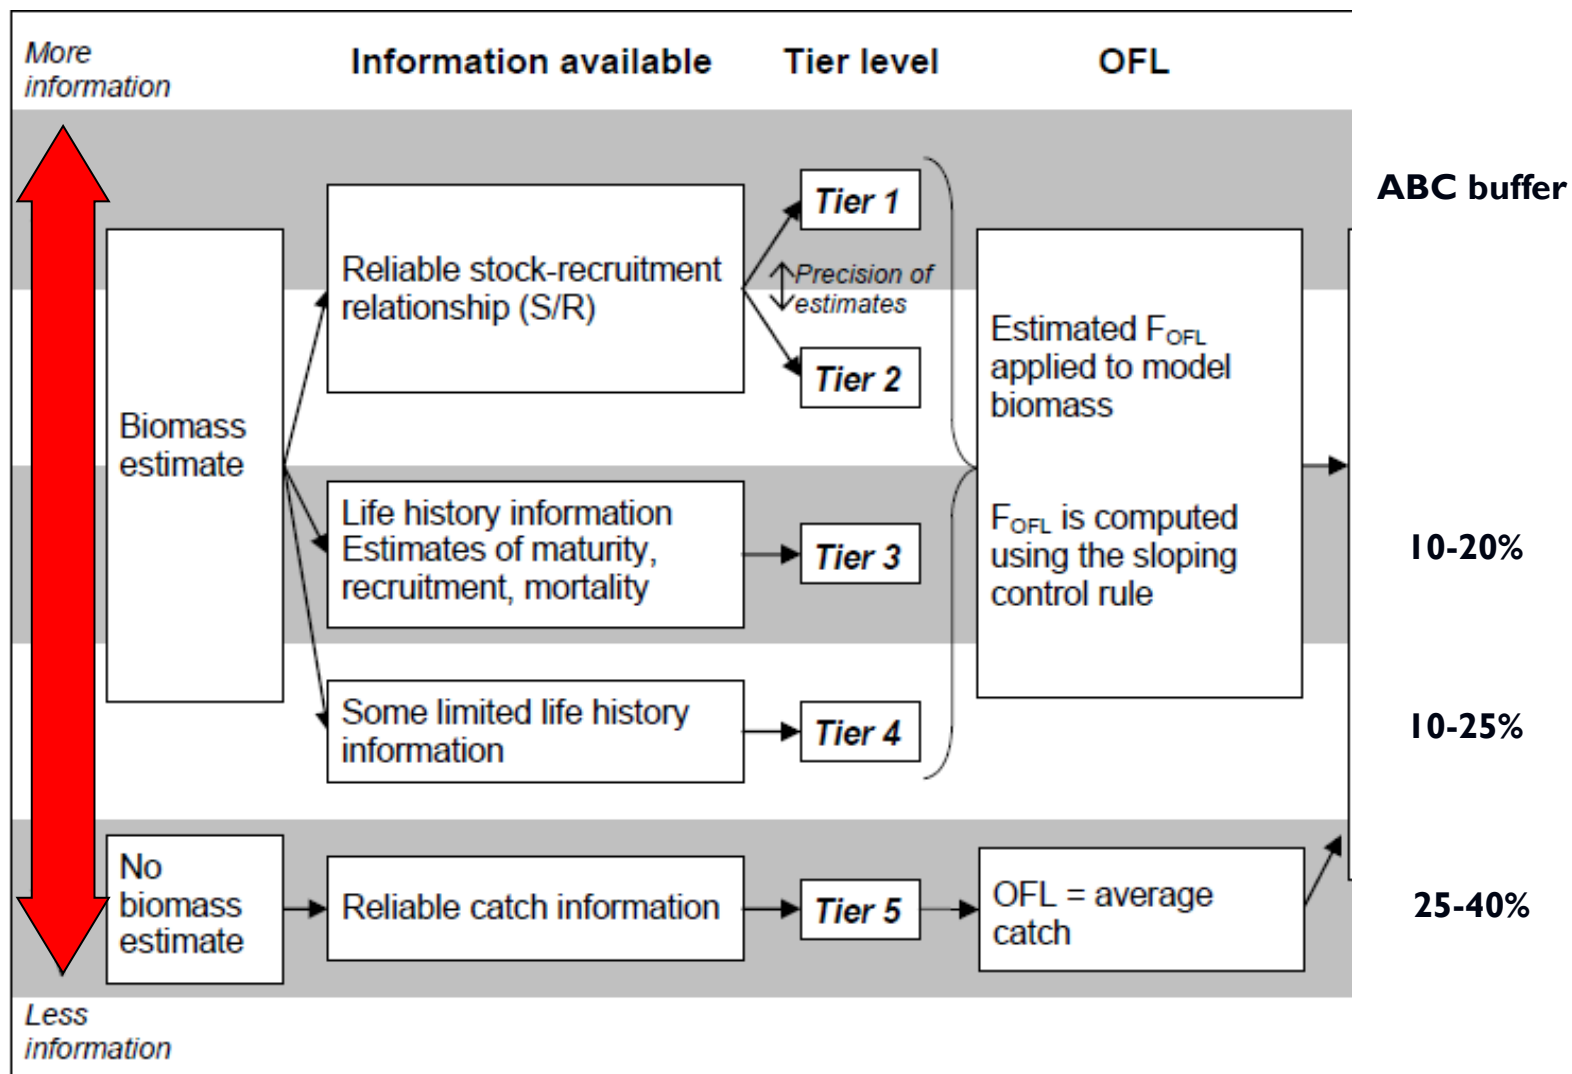 More
information
Information available
Tier level
OFL
ABC buffer
Tier 1
Reliable stock-recruitment
relationship (S/R)
Precision of
estimates
Tier 2
Estimated F_OFL
applied to model
biomass
F_OFL is computed
using the sloping
control rule
Biomass
estimate
Life history information
Estimates of maturity,
recruitment, mortality
Tier 3
10-20%
Some limited life history
information
Tier 4
10-25%
No
biomass
estimate
Reliable catch information
Tier 5
OFL = average
catch
25-40%
Less
information